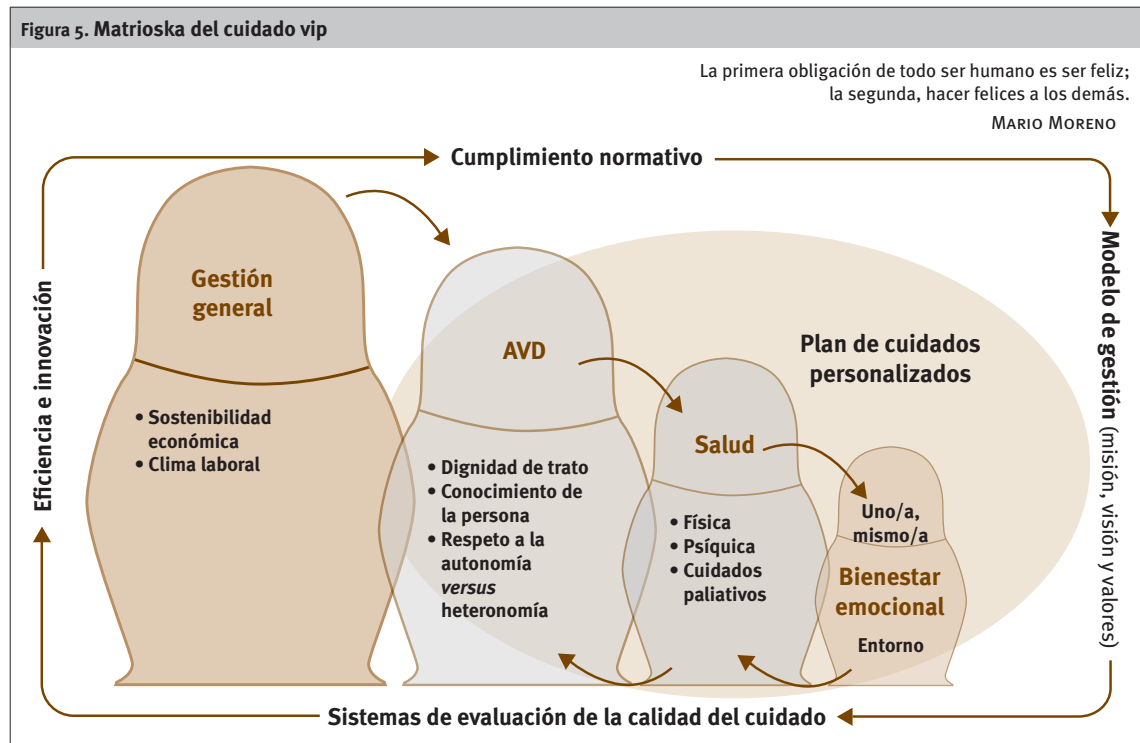 Figura 5. Matrioska del cuidado vip
La primera obligación de todo ser humano es ser feliz;
la segunda, hacer felices a los demás.
Mario Moreno
Cumplimiento normativo
Eficiencia e innovación
Gestión
general
• Sostenibilidad
económica
• Clima laboral
AVD
• Dignidad de trato
• Conocimiento de
la persona
• Respeto a la
autonomía
versus
heteronomía
Plan de cuidados
personalizados
Salud
• Física
• Psíquica
• Cuidados
paliativos
Uno/a,
mismo/a
Bienestar
emocional
Entorno
Modelo de gestión (misión, visión y valores)
Sistemas de evaluación de la calidad del cuidado